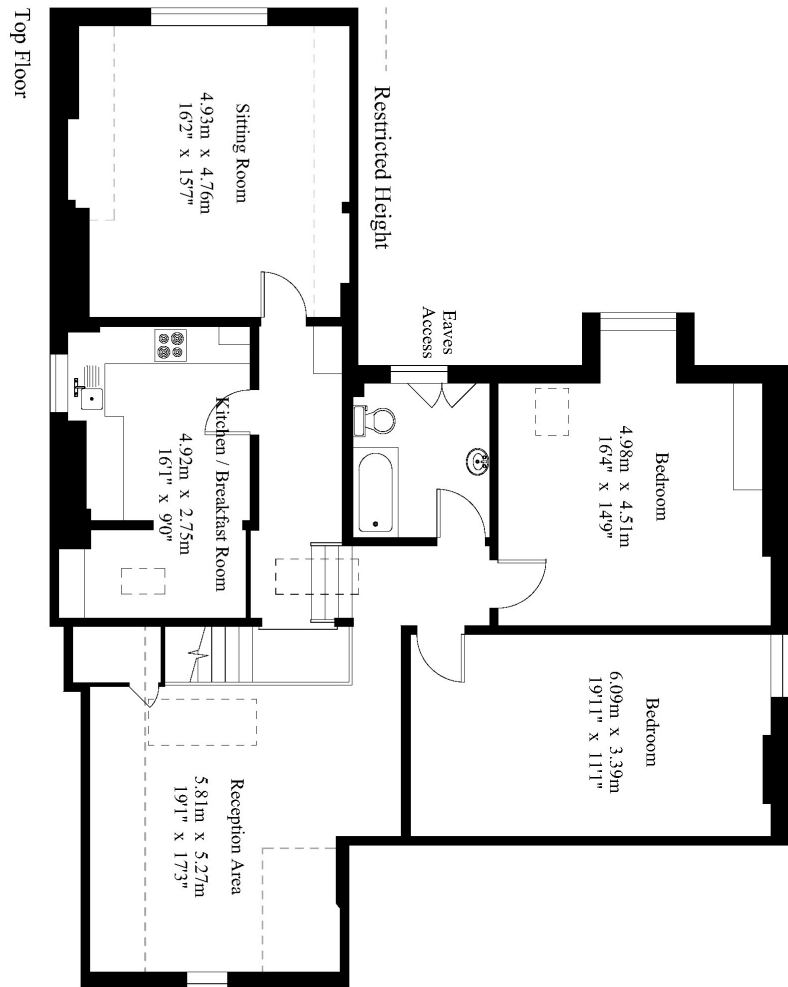 Top Floor
Restricted Height
Sitting Room
4.93m x 4.76m
16'2" x 15'7"
Eaves
Access
Kitchen / Breakfast Room
4.92m x 2.75m
16'1" x 9'0"
Bedroom
4.98m x 4.51m
16'4" x 14'9"
Bedroom
6.09m x 3.39m
19'11" x 11'1"
Reception Area
5.81m x 5.27m
19'1" x 17'3"